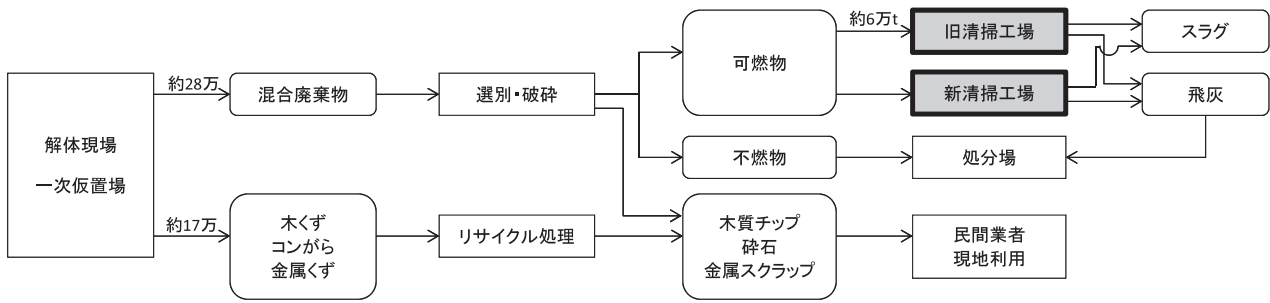 解体現場
一次仮置場
約28万
混合廃棄物
選別・破砕
可燃物
約6万t
旧清掃工場
新清掃工場
スラグ
飛灰
不燃物
処分場
約17万
木くず
コンがら
金属くず
リサイクル処理
木質チップ
砕石
金属スクラップ
民間業者
現地利用